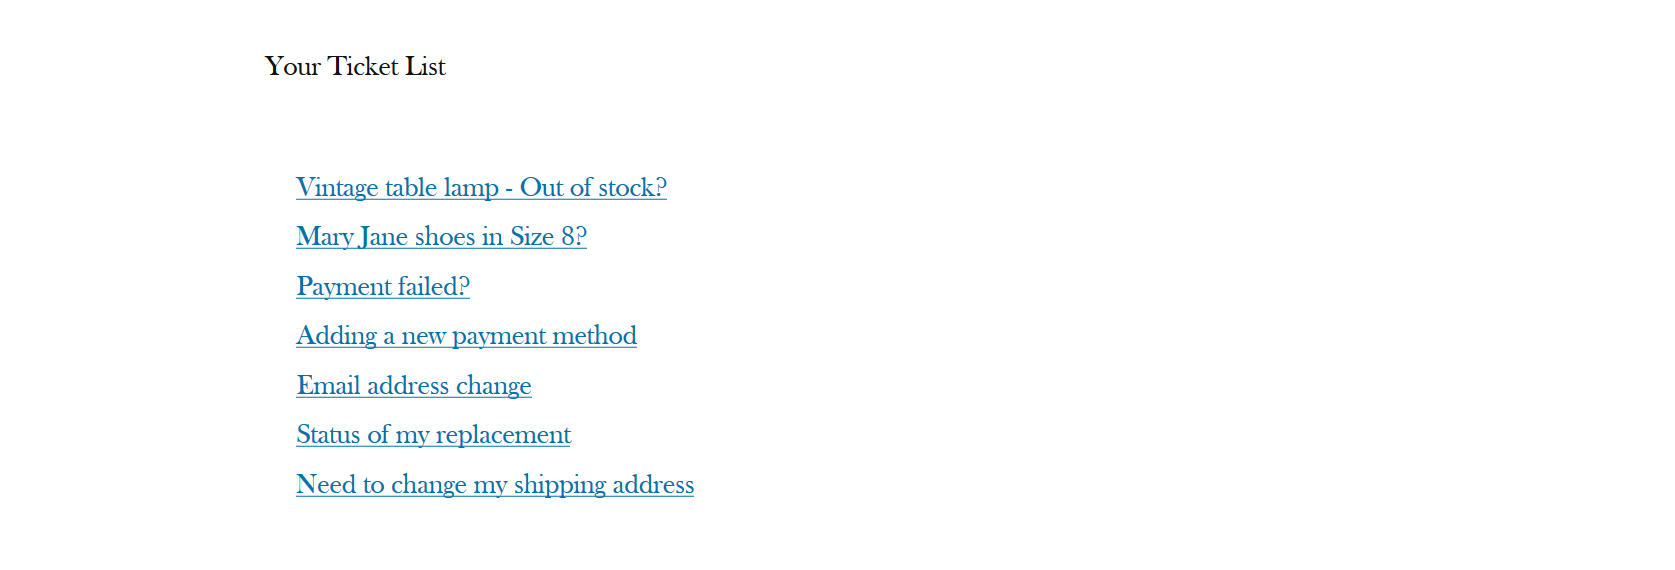 Your Ticket List
Vintage table lamp - Out of stock?
Mary Jane shoes in Size 8?
Payment failed?
Adding a new payment method
Email address change
Status of my replacement
Need to change my shipping address